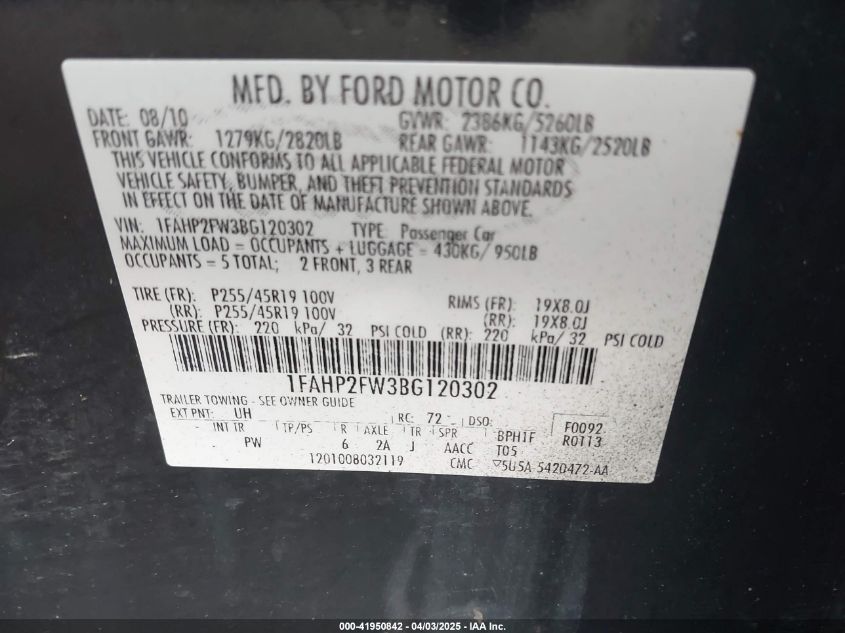 MFD. BY FORD MOTOR CO.
DATE: 08/10 GVWR: 2386KG/5260LB
FRONT GAWR: 1279KG/2820LB REAR GAWR: 1143KG/2520LB
THIS VEHICLE CONFORMS TO ALL APPLICABLE FEDERAL MOTOR
VEHICLE SAFETY, BUMPER, AND THEFT PREVENTION STANDARDS
IN EFFECT ON THE DATE OF MANUFACTURE SHOWN ABOVE.
VIN: 1FAHP2FW3BG120302 TYPE: Passenger Car
MAXIMUM LOAD = OCCUPANTS + LUGGAGE = 430KG/950LB
OCCUPANTS = 5 TOTAL; 2 FRONT, 3 REAR
TIRE (FR): P255/45R19 100V RIMS (FR): 19X8.0J
(RR): P255/45R19 100V (RR): 19X8.0J
PRESSURE (FR): 220 kPa/ 32 PSI COLD (RR): 220 kPa/ 32 PSI COLD
1FAHP2FW3BG120302
TRAILER TOWING - SEE OWNER GUIDE
EXT PNT: UH RC: 72 DSO: F0092
INT TR TP/PS R AXLE TR SPR BPHIF R0113
PW 6 2A J AACC T05
1201008032119 CMC ▽5U5A-5420472-AA
000-41950842 - 04/03/2025 - IAA Inc.